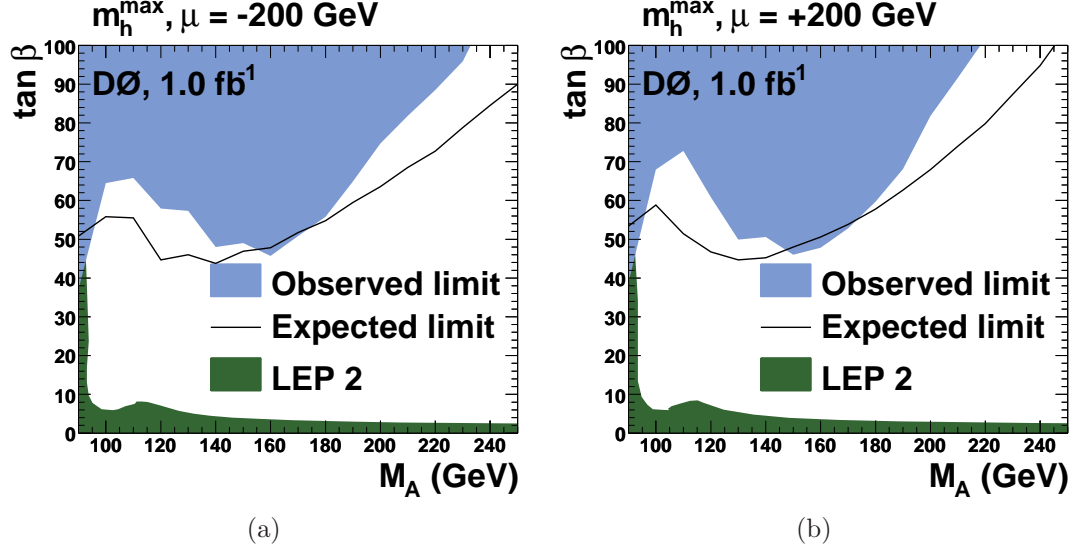 m_h^max, μ = -200 GeV
tan β
100
90
80
70
60
50
40
30
20
10
0
DØ, 1.0 fb^-1
Observed limit
Expected limit
LEP 2
100 120 140 160 180 200 220 240
M_A (GeV)
(a)
m_h^max, μ = +200 GeV
tan β
100
90
80
70
60
50
40
30
20
10
0
DØ, 1.0 fb^-1
Observed limit
Expected limit
LEP 2
100 120 140 160 180 200 220 240
M_A (GeV)
(b)